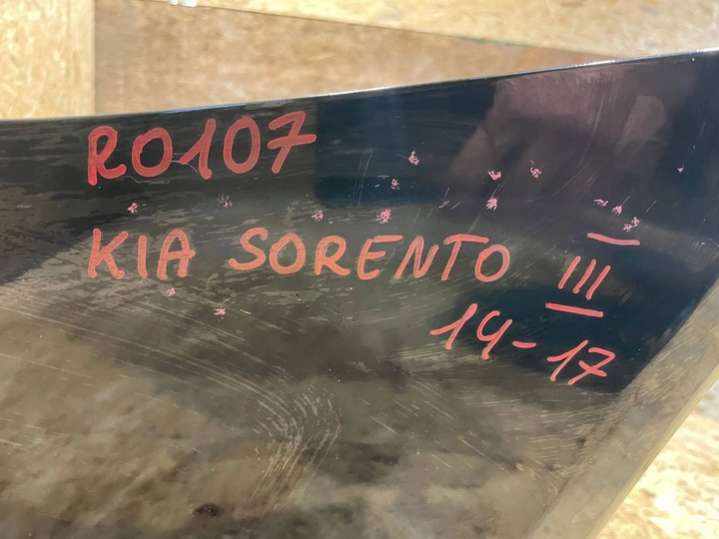 RO107
KIA SORENTO III
14-17